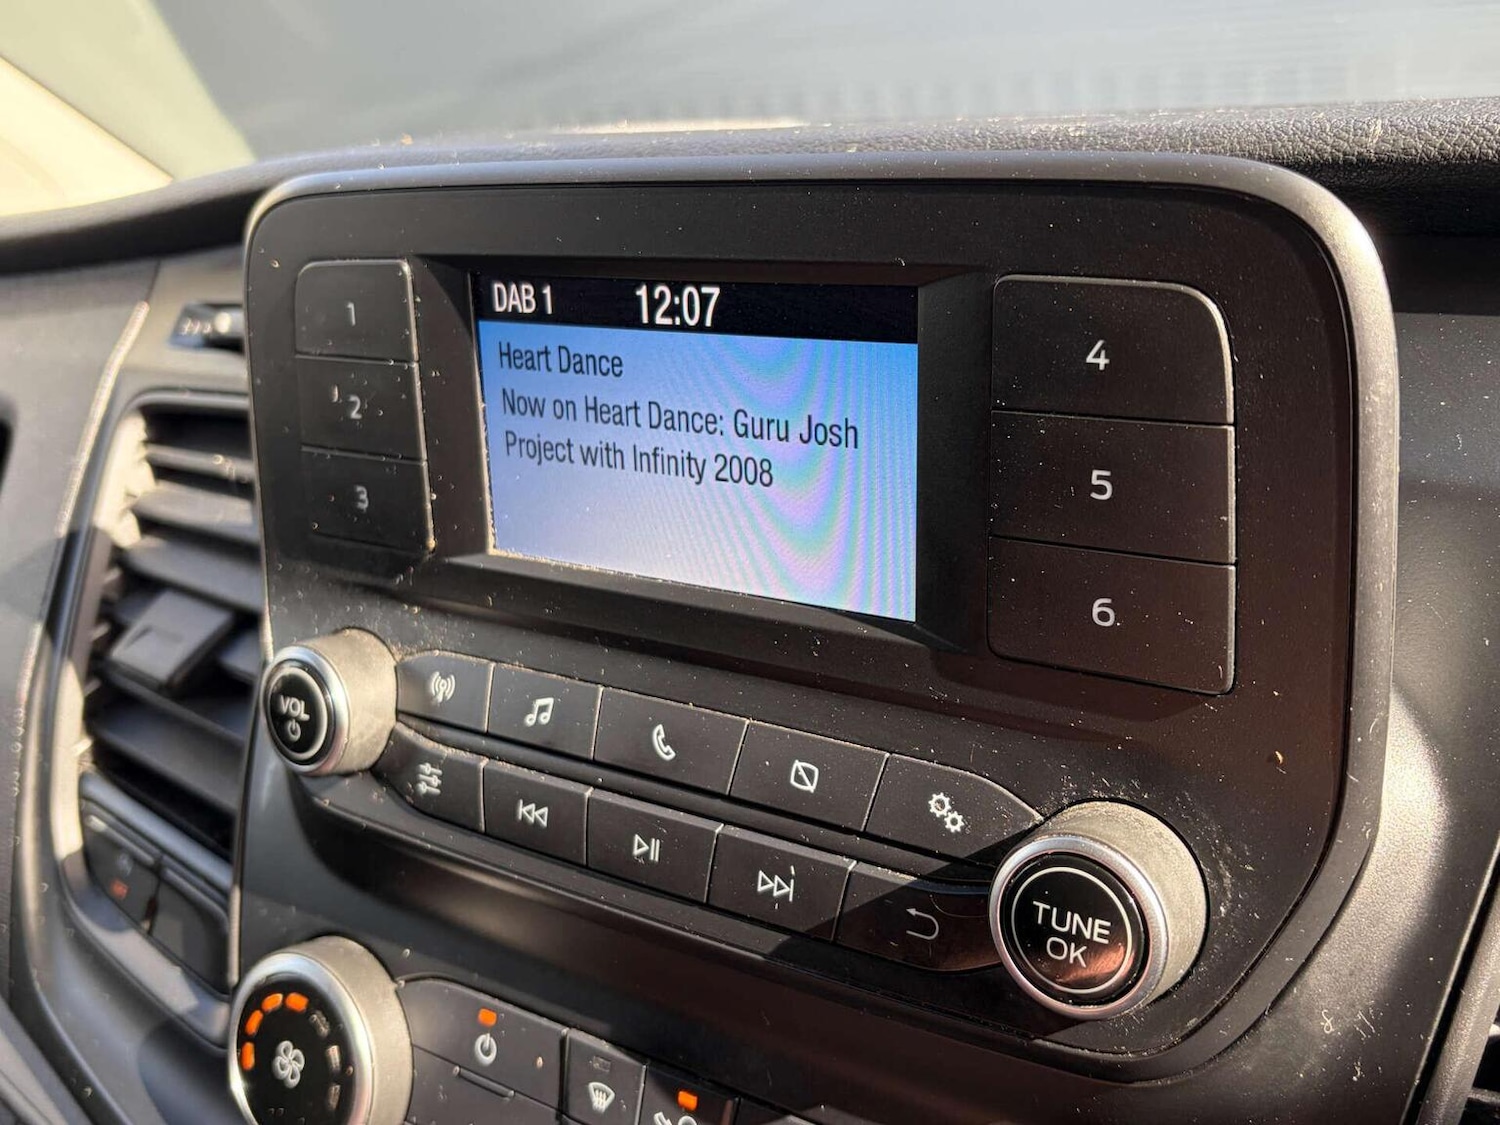 DAB 1 12:07
Heart Dance
Now on Heart Dance: Guru Josh
Project with Infinity 2008
1
2
3
4
5
6
VOL
TUNE
OK